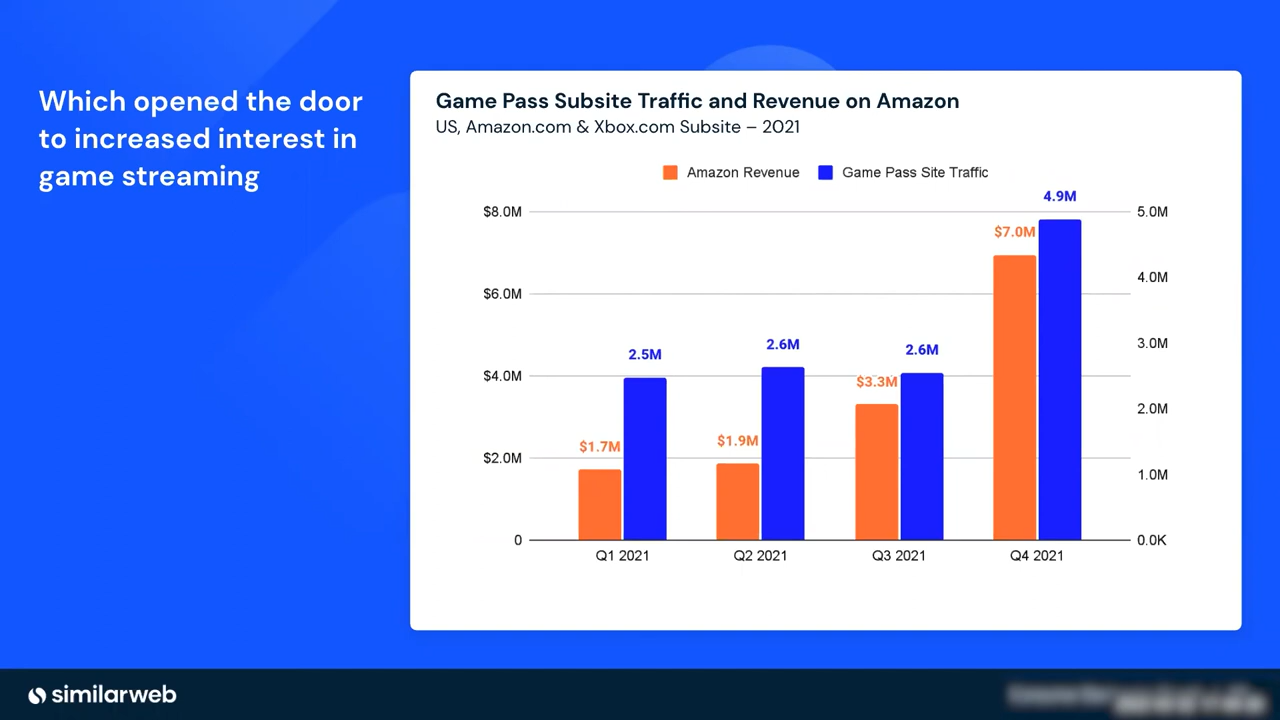 Which opened the door
to increased interest in
game streaming
Game Pass Subsite Traffic and Revenue on Amazon
US, Amazon.com & Xbox.com Subsite – 2021
Amazon Revenue Game Pass Site Traffic
$8.0M
$6.0M
$4.0M
$2.0M
0
$1.7M
2.5M
$1.9M
2.6M
$3.3M
2.6M
$7.0M
4.9M
5.0M
4.0M
3.0M
2.0M
1.0M
0.0K
Q1 2021 Q2 2021 Q3 2021 Q4 2021
similarweb